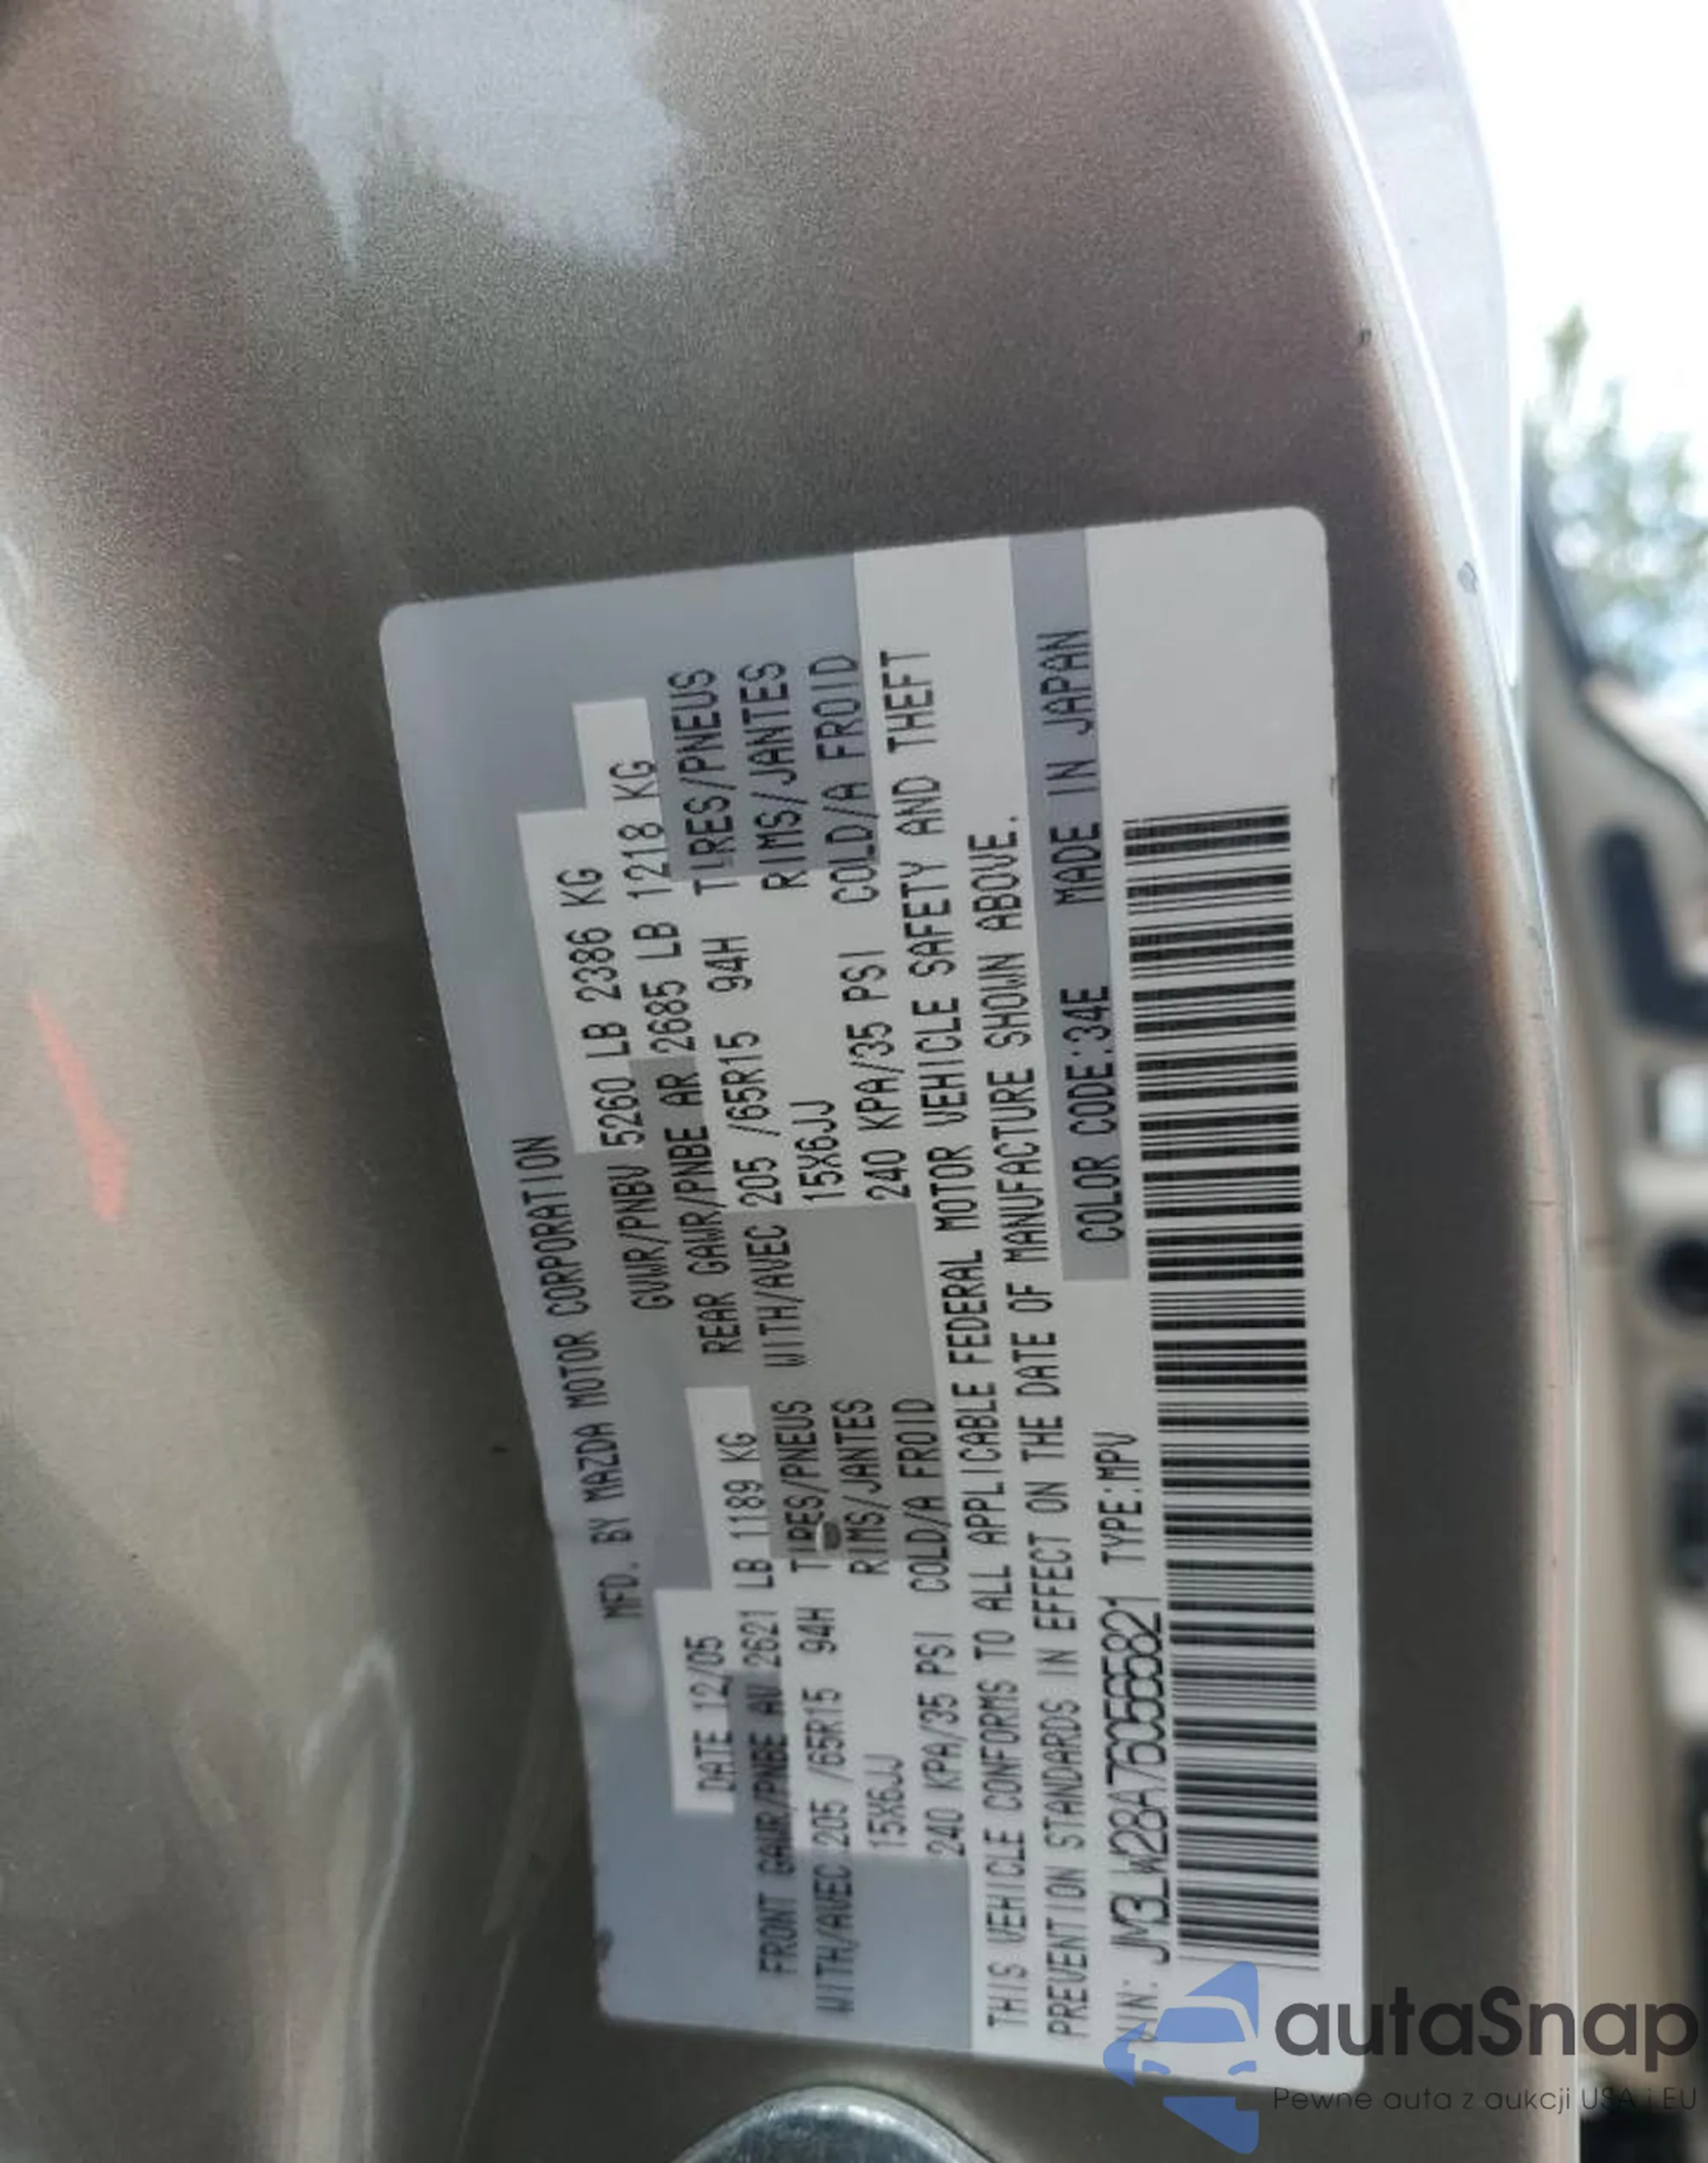 MFD. BY MAZDA MOTOR CORPORATION
DATE 12/05 GVWR/PNBV 5260 LB 2386 KG
FRONT GAWR/PNBE AV 2621 LB 1189 KG REAR GAWR/PNBE AR 2685 LB 1218 KG
WITH/AVEC 205 /65R15 94H TIRES/PNEUS WITH/AVEC 205 /65R15 94H TIRES/PNEUS
15X6JJ RIMS/JANTES 15X6JJ RIMS/JANTES
240 KPA/35 PSI COLD/A FROID 240 KPA/35 PSI COLD/A FROID
THIS VEHICLE CONFORMS TO ALL APPLICABLE FEDERAL MOTOR VEHICLE SAFETY AND THEFT
PREVENTION STANDARDS IN EFFECT ON THE DATE OF MANUFACTURE SHOWN ABOVE.
VIN: JM3LW28A760565821 TYPE:MPV COLOR CODE:34E MADE IN JAPAN
autaSnap
Pewne auta z aukcji USA i EU